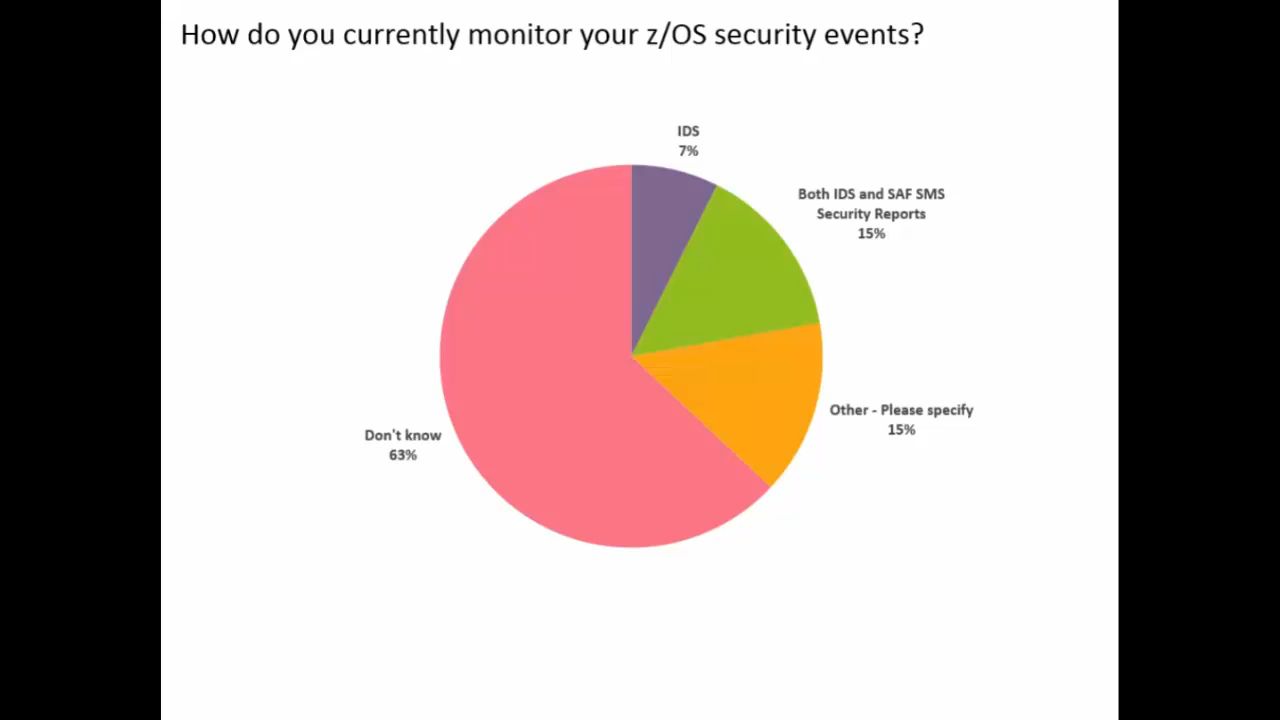 How do you currently monitor your z/OS security events?
IDS
7%
Both IDS and SAF SMS
Security Reports
15%
Other - Please specify
15%
Don't know
63%